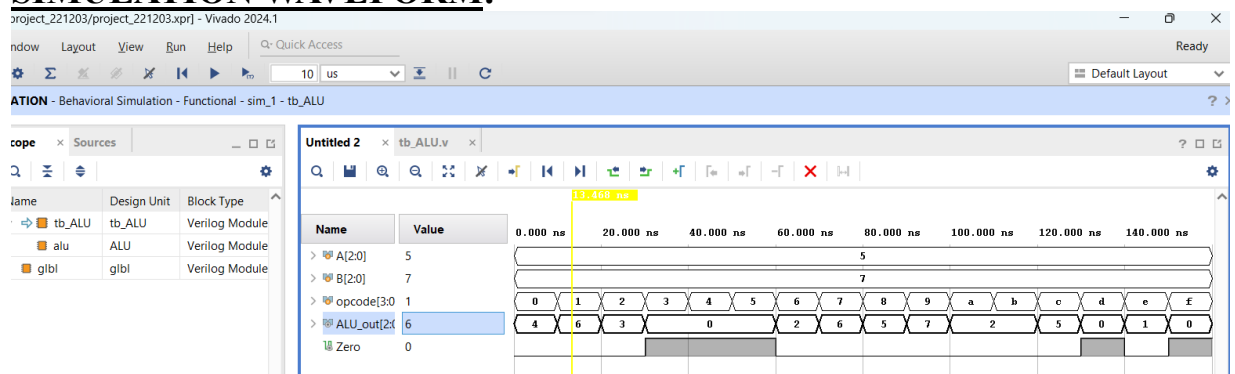 SIMULATION WAVEFORM:
project_221203/project_221203.xpr] - Vivado 2024.1
ndow Layout View Run Help Quick Access Ready
10 us Default Layout
ATION - Behavioral Simulation - Functional - sim_1 - tb_ALU ?
cope × Sources
Untitled 2 × tb_ALU.v × ?
Name Design Unit Block Type
tb_ALU tb_ALU Verilog Module
alu ALU Verilog Module
glbl glbl Verilog Module
Name Value
0.000 ns 20.000 ns 40.000 ns 60.000 ns 80.000 ns 100.000 ns 120.000 ns 140.000 ns
A[2:0] 5 5
B[2:0] 7 7
opcode[3:0 1 0 1 2 3 4 5 6 7 8 9 a b c d e f
ALU_out[2:0 6 4 6 3 0 2 6 5 7 2 5 0 1 0
Zero 0